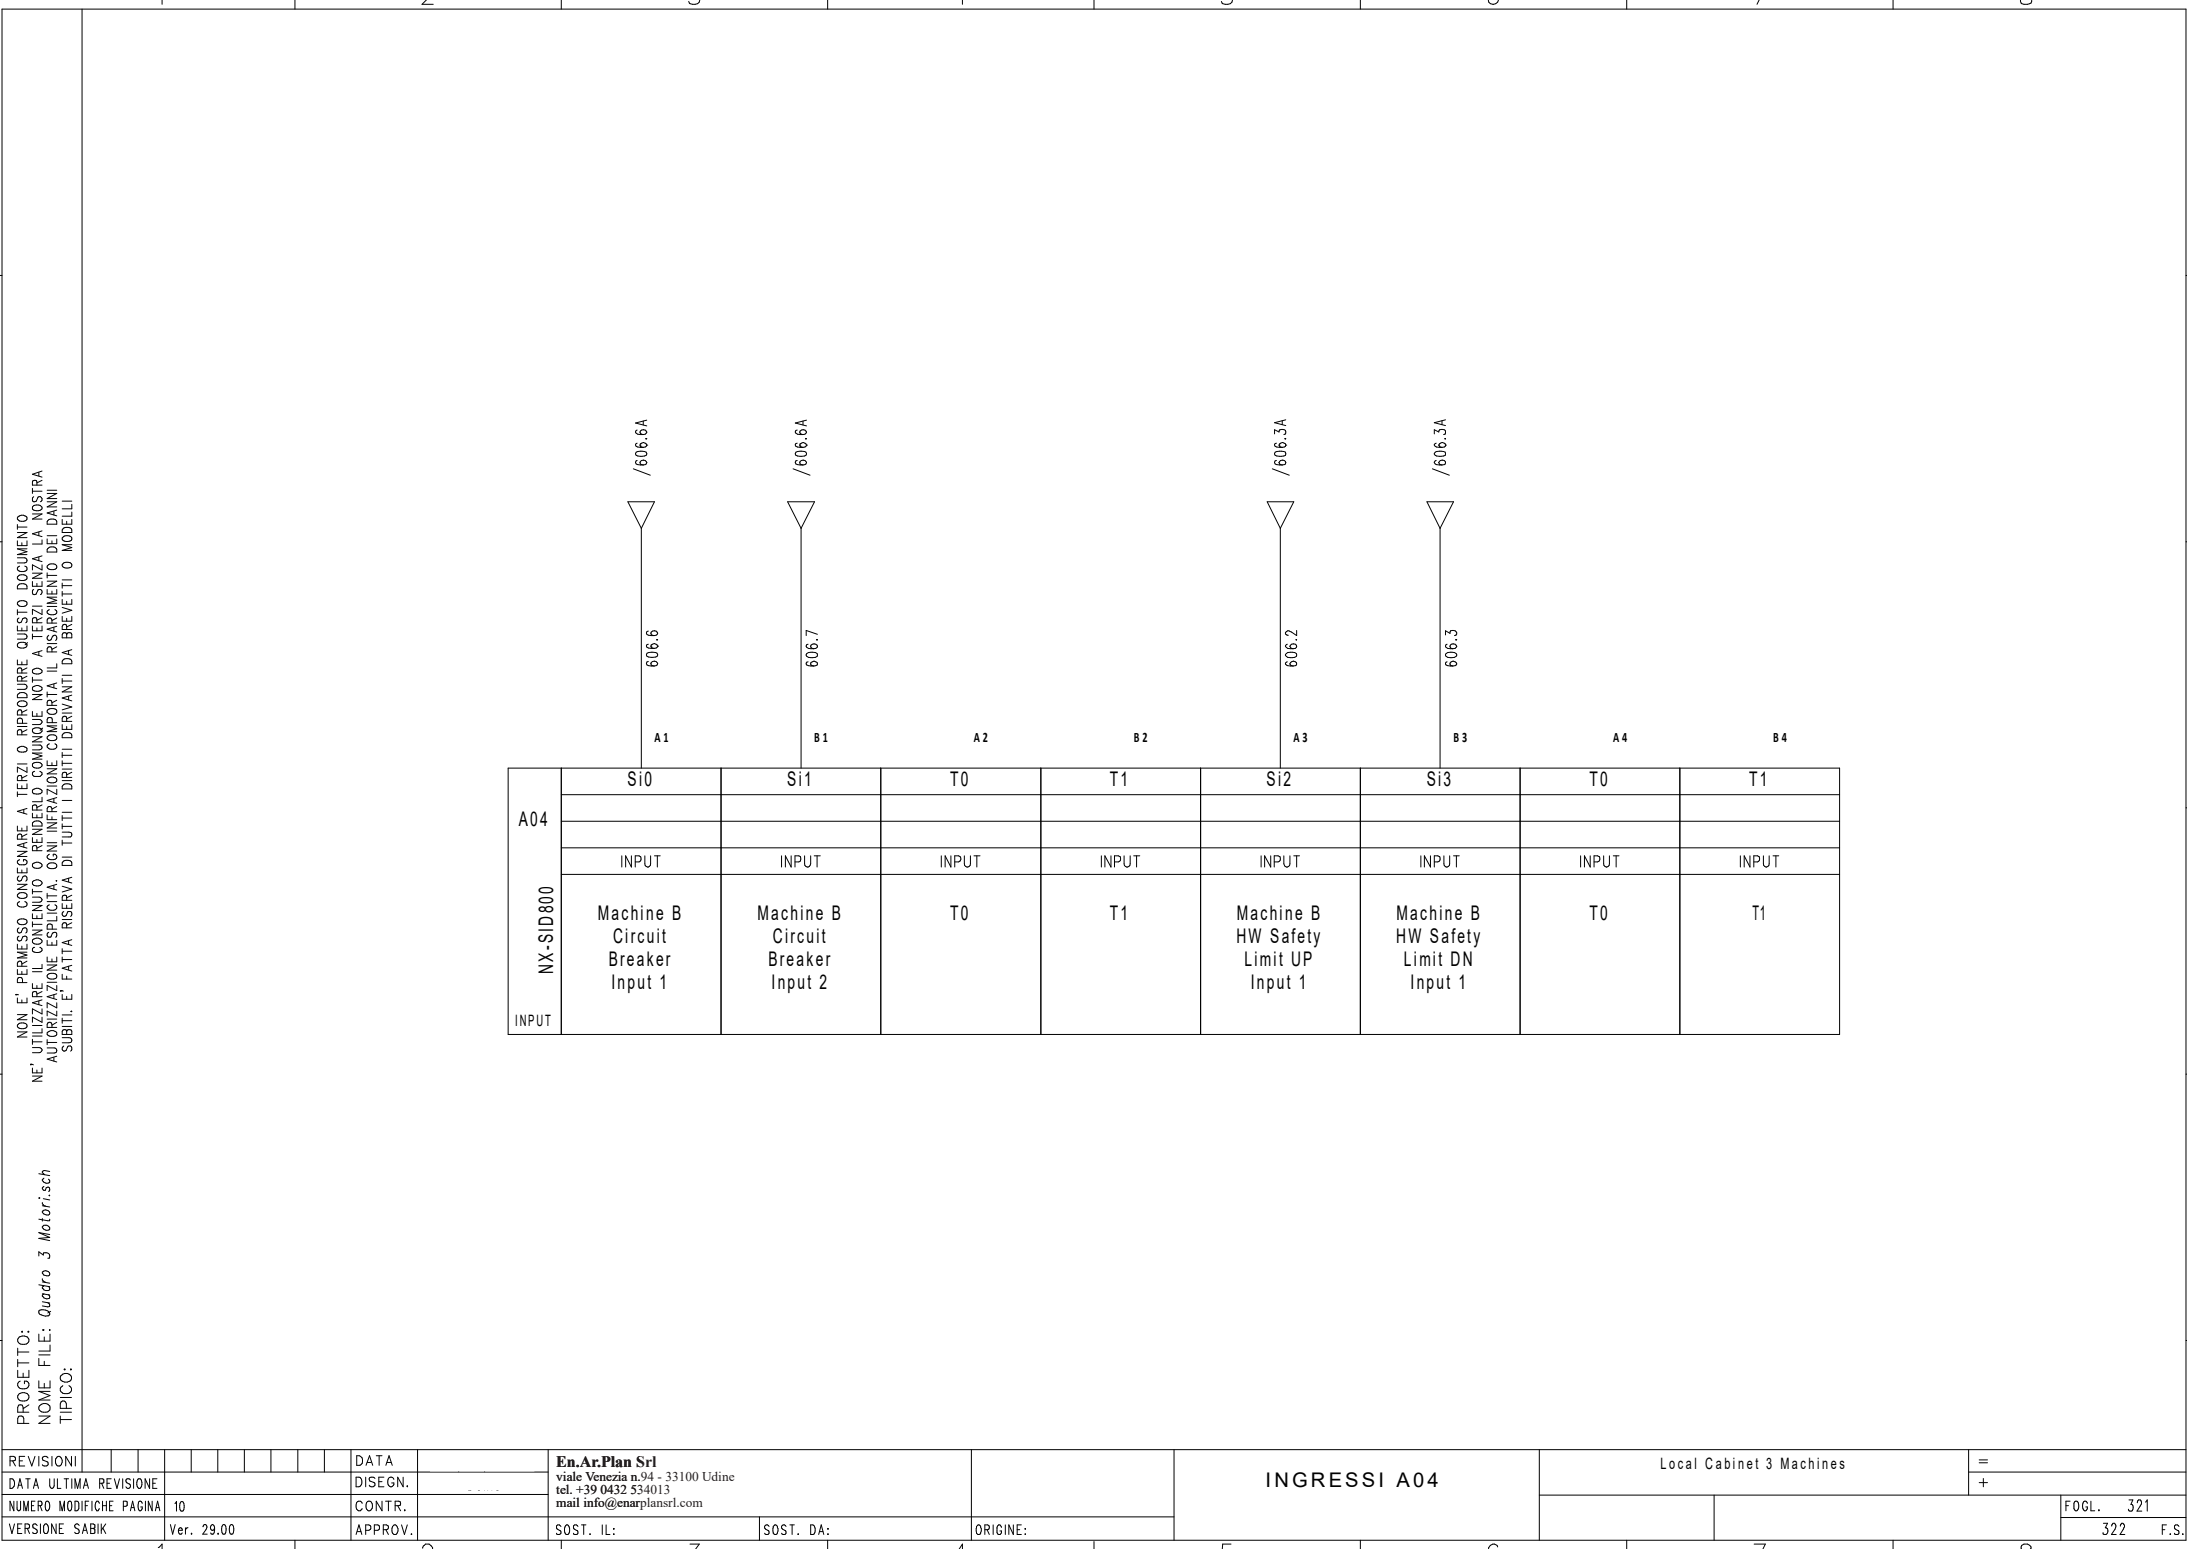 /606.6A
/606.6A
/606.3A
/606.3A
606.6
606.7
606.2
606.3
A1 B1 A2 B2 A3 B3 A4 B4
Si0 Si1 T0 T1 Si2 Si3 T0 T1
A04
INPUT INPUT INPUT INPUT INPUT INPUT INPUT INPUT
NX-SID800
Machine B Machine B T0 T1 Machine B Machine B T0 T1
Circuit Circuit HW Safety HW Safety
Breaker Breaker Limit UP Limit DN
Input 1 Input 2 Input 1 Input 1
INPUT
NON E' PERMESSO CONSEGNARE A TERZI O RIPRODURRE QUESTO DOCUMENTO
NE' UTILIZZARE IL CONTENUTO O RENDERLO COMUNQUE NOTO A TERZI SENZA LA NOSTRA
AUTORIZZAZIONE ESPLICITA. OGNI INFRAZIONE COMPORTA IL RISARCIMENTO DEI DANNI
SUBITI. E' FATTA RISERVA DI TUTTI I DIRITTI DERIVANTI DA BREVETTI O MODELLI
PROGETTO:
NOME FILE: Quadro 3 Motori.sch
TIPICO:
REVISIONI
DATA ULTIMA REVISIONE
NUMERO MODIFICHE PAGINA 10
VERSIONE SABIK Ver. 29.00
DATA
DISEGN.
CONTR.
APPROV.
En.Ar.Plan Srl
viale Venezia n.94 - 33100 Udine
tel. +39 0432 534013
mail info@enarplansrl.com
SOST. IL: SOST. DA: ORIGINE:
INGRESSI A04
Local Cabinet 3 Machines
=
+
FOGL. 321
322 F.S.